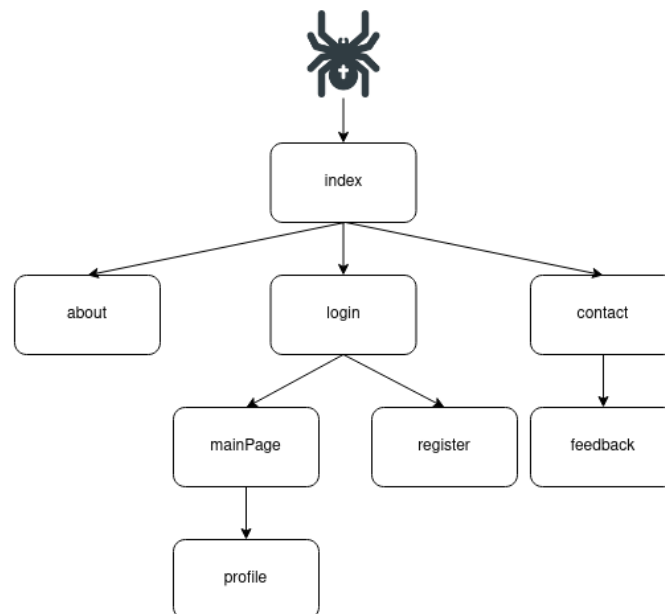 index
about
login
contact
mainPage
register
feedback
profile